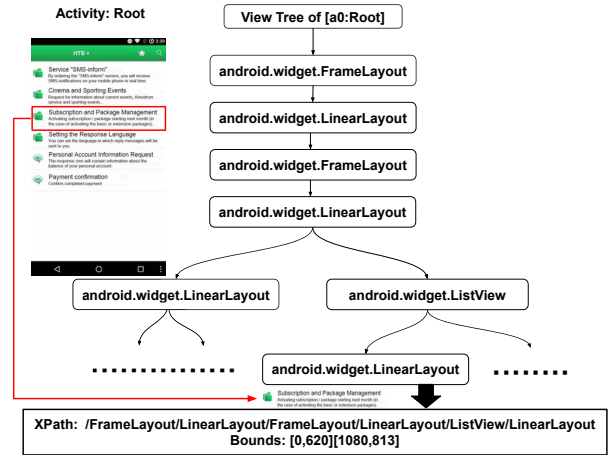 Activity: Root
3:39
НТВ +
Service "SMS-inform"
By ordering the "SMS-inform" service, you will receive
SMS notifications on your mobile phone in real time.
Cinema and Sporting Events
Request for information about current events, Kinodrom
service and sporting events.
Subscription and Package Management
Activating subscription / package starting next month (in
the case of activating the basic or extension packages).
Setting the Response Language
You can set the language in which reply messages will be
sent to you.
Personal Account Information Request
The response sms will contain information about the
balance of your personal account.
Payment confirmation
Confirm completed payment
View Tree of [a0:Root]
android.widget.FrameLayout
android.widget.LinearLayout
android.widget.FrameLayout
android.widget.LinearLayout
android.widget.LinearLayout
android.widget.ListView
android.widget.LinearLayout
Subscription and Package Management
Activating subscription / package starting next month (in
the case of activating the basic or extension packages).
XPath: /FrameLayout/LinearLayout/FrameLayout/LinearLayout/ListView/LinearLayout
Bounds: [0,620][1080,813]